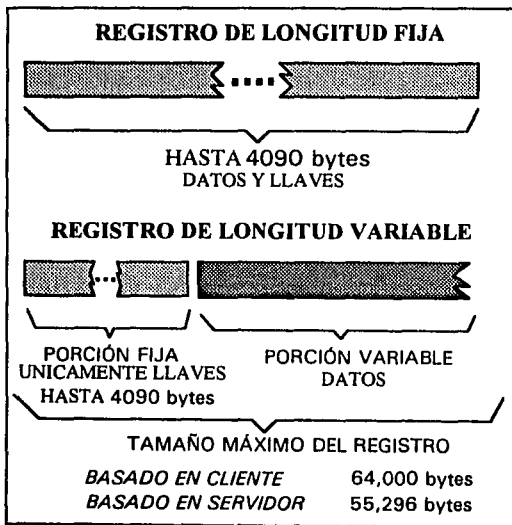 REGISTRO DE LONGITUD FIJA
HASTA 4090 bytes
DATOS Y LLAVES
REGISTRO DE LONGITUD VARIABLE
PORCIÓN FIJA
UNICAMENTE LLAVES
HASTA 4090 bytes
PORCIÓN VARIABLE
DATOS
TAMAÑO MÁXIMO DEL REGISTRO
BASADO EN CLIENTE 64,000 bytes
BASADO EN SERVIDOR 55,296 bytes